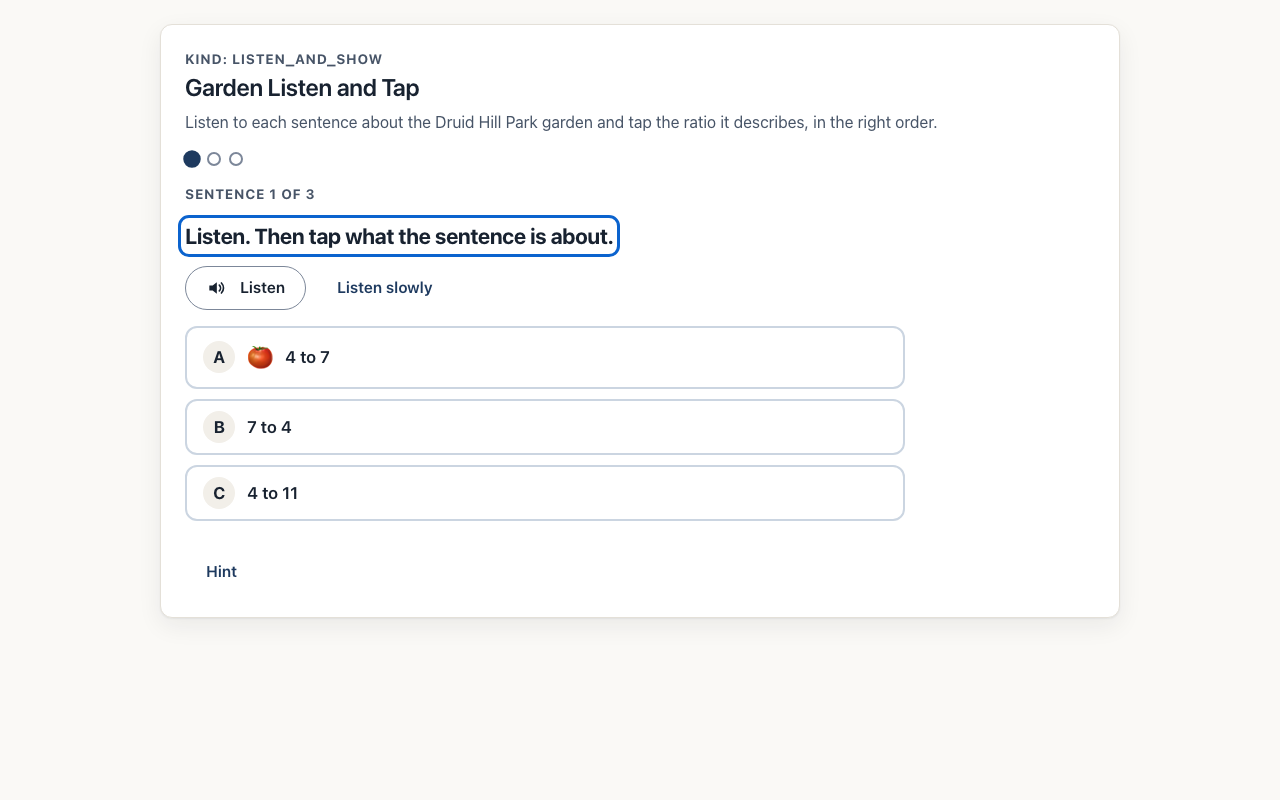 KIND: LISTEN_AND_SHOW
Garden Listen and Tap
Listen to each sentence about the Druid Hill Park garden and tap the ratio it describes, in the right order.
SENTENCE 1 OF 3
Listen. Then tap what the sentence is about.
Listen
Listen slowly
A 4 to 7
B 7 to 4
C 4 to 11
Hint